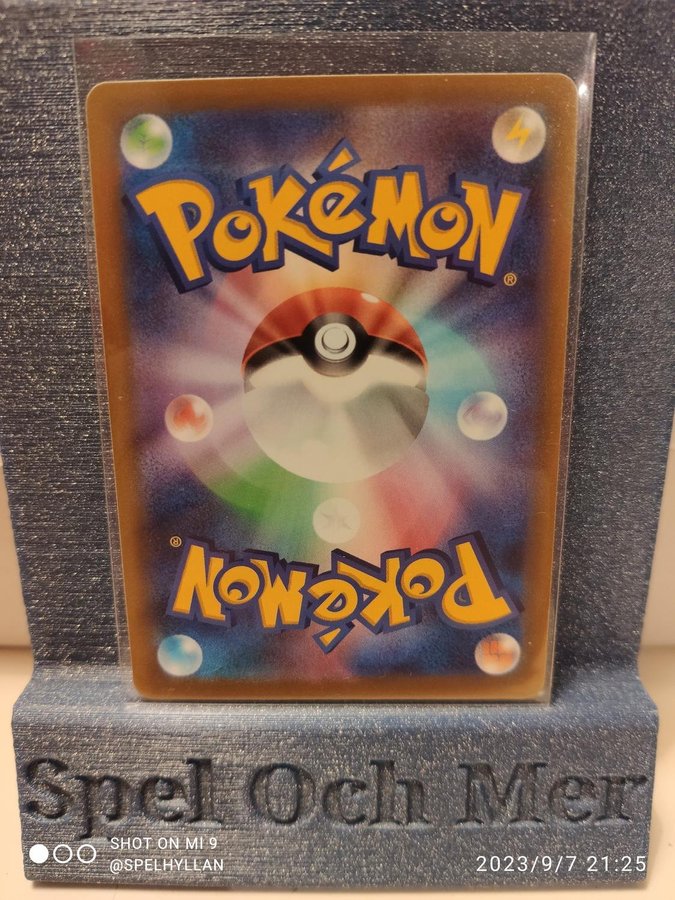 POKéMON®
POKéMON®
Spel Och Mer
SHOT ON MI 9
@SPELHYLLAN
2023/9/7 21:25